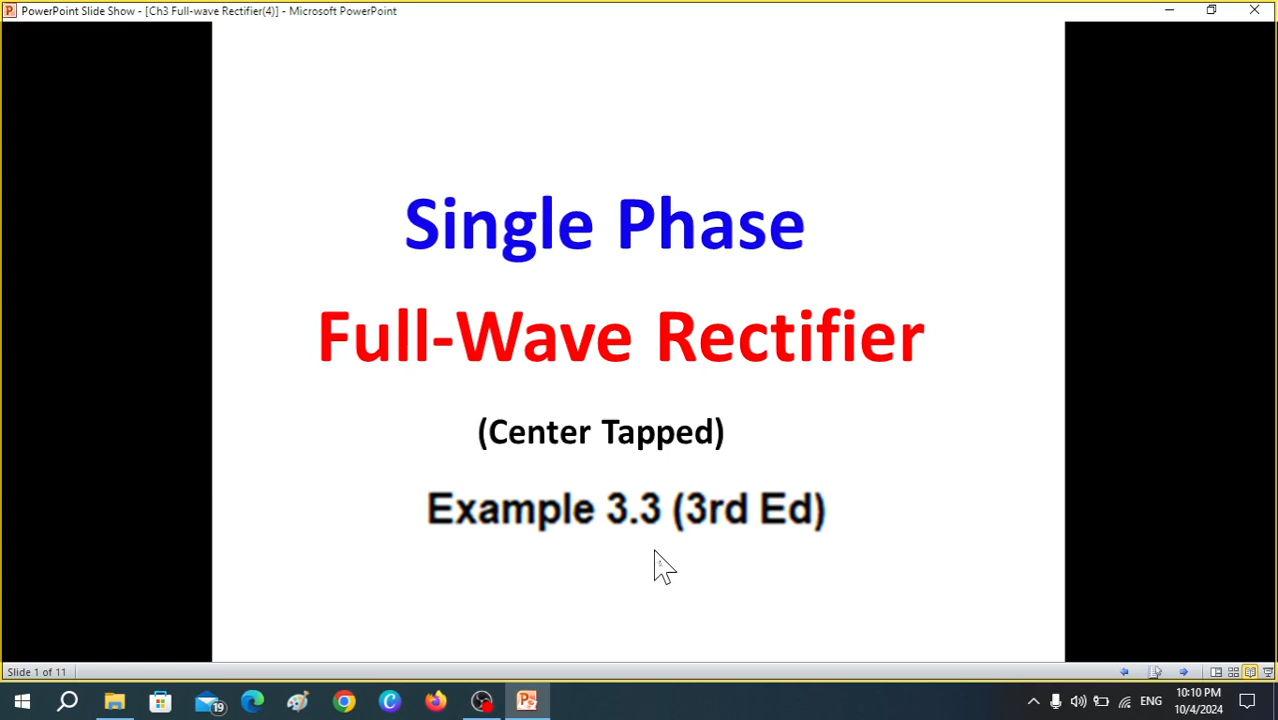 PowerPoint Slide Show - [Ch3 Full-wave Rectifier(4)] - Microsoft PowerPoint
Single Phase
Full-Wave Rectifier
(Center Tapped)
Example 3.3 (3rd Ed)
Slide 1 of 11
19
ENG
10:10 PM
10/4/2024